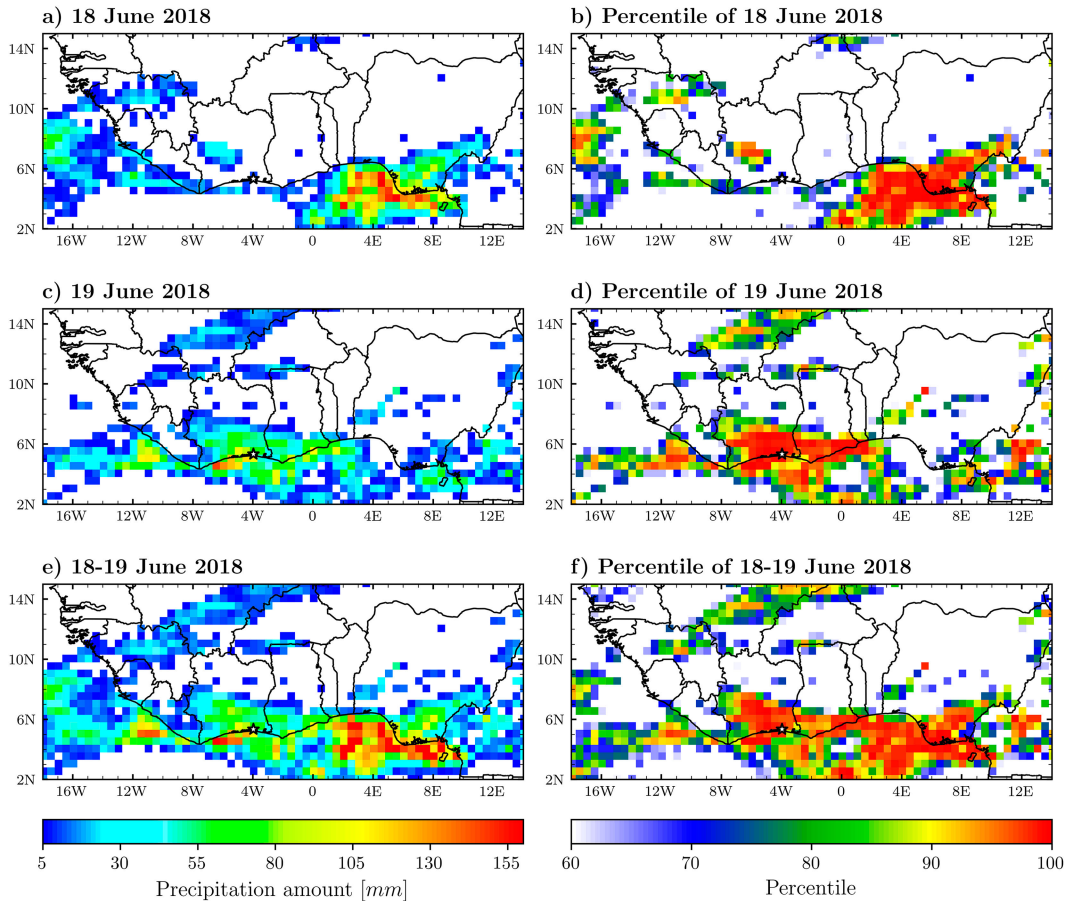 a) 18 June 2018
b) Percentile of 18 June 2018
14N
10N
6N
2N
16W 12W 8W 4W 0 4E 8E 12E
14N
10N
6N
2N
16W 12W 8W 4W 0 4E 8E 12E
c) 19 June 2018
d) Percentile of 19 June 2018
14N
10N
6N
2N
16W 12W 8W 4W 0 4E 8E 12E
14N
10N
6N
2N
16W 12W 8W 4W 0 4E 8E 12E
e) 18-19 June 2018
f) Percentile of 18-19 June 2018
14N
10N
6N
2N
16W 12W 8W 4W 0 4E 8E 12E
14N
10N
6N
2N
16W 12W 8W 4W 0 4E 8E 12E
5 30 55 80 105 130 155
Precipitation amount [mm]
60 70 80 90 100
Percentile